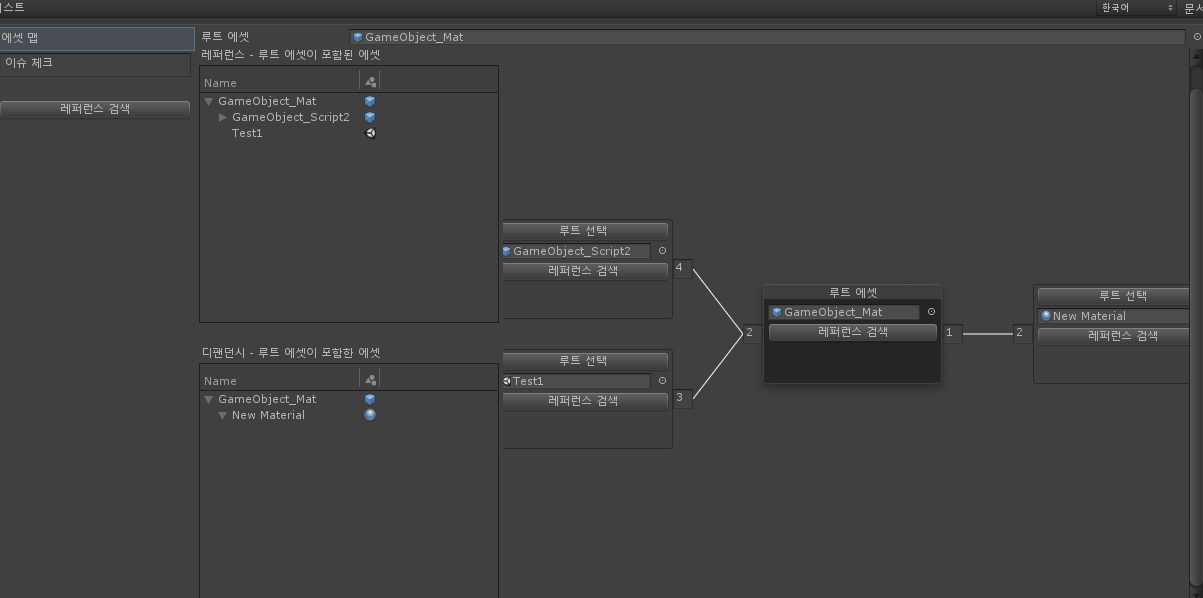 한국어
에셋 맵
이슈 체크
레퍼런스 검색
루트 에셋
GameObject_Mat
레퍼런스 - 루트 에셋이 포함된 에셋
Name
GameObject_Mat
GameObject_Script2
Test1
디팬던시 - 루트 에셋이 포함한 에셋
Name
GameObject_Mat
New Material
루트 선택
GameObject_Script2
레퍼런스 검색
4
루트 선택
Test1
레퍼런스 검색
3
2
루트 에셋
GameObject_Mat
레퍼런스 검색
1
2
루트 선택
New Material
레퍼런스 검색